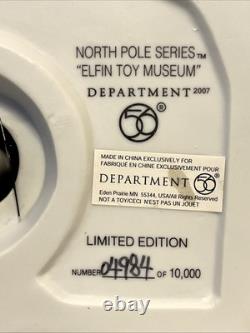 NORTH POLE SERIES™
"ELFIN TOY MUSEUM"
DEPARTMENT 2007
56®
MADE IN CHINA EXCLUSIVELY FOR
FABRIQUÉ EN CHINE EXCLUSIVEMENT POUR
DEPARTMENT 56
Eden Prairie MN 55344, USA/All Rights Reserved
NOT A TOY/CECI N'EST PAS UN JOUET
LIMITED EDITION
NUMBER 04984 OF 10,000